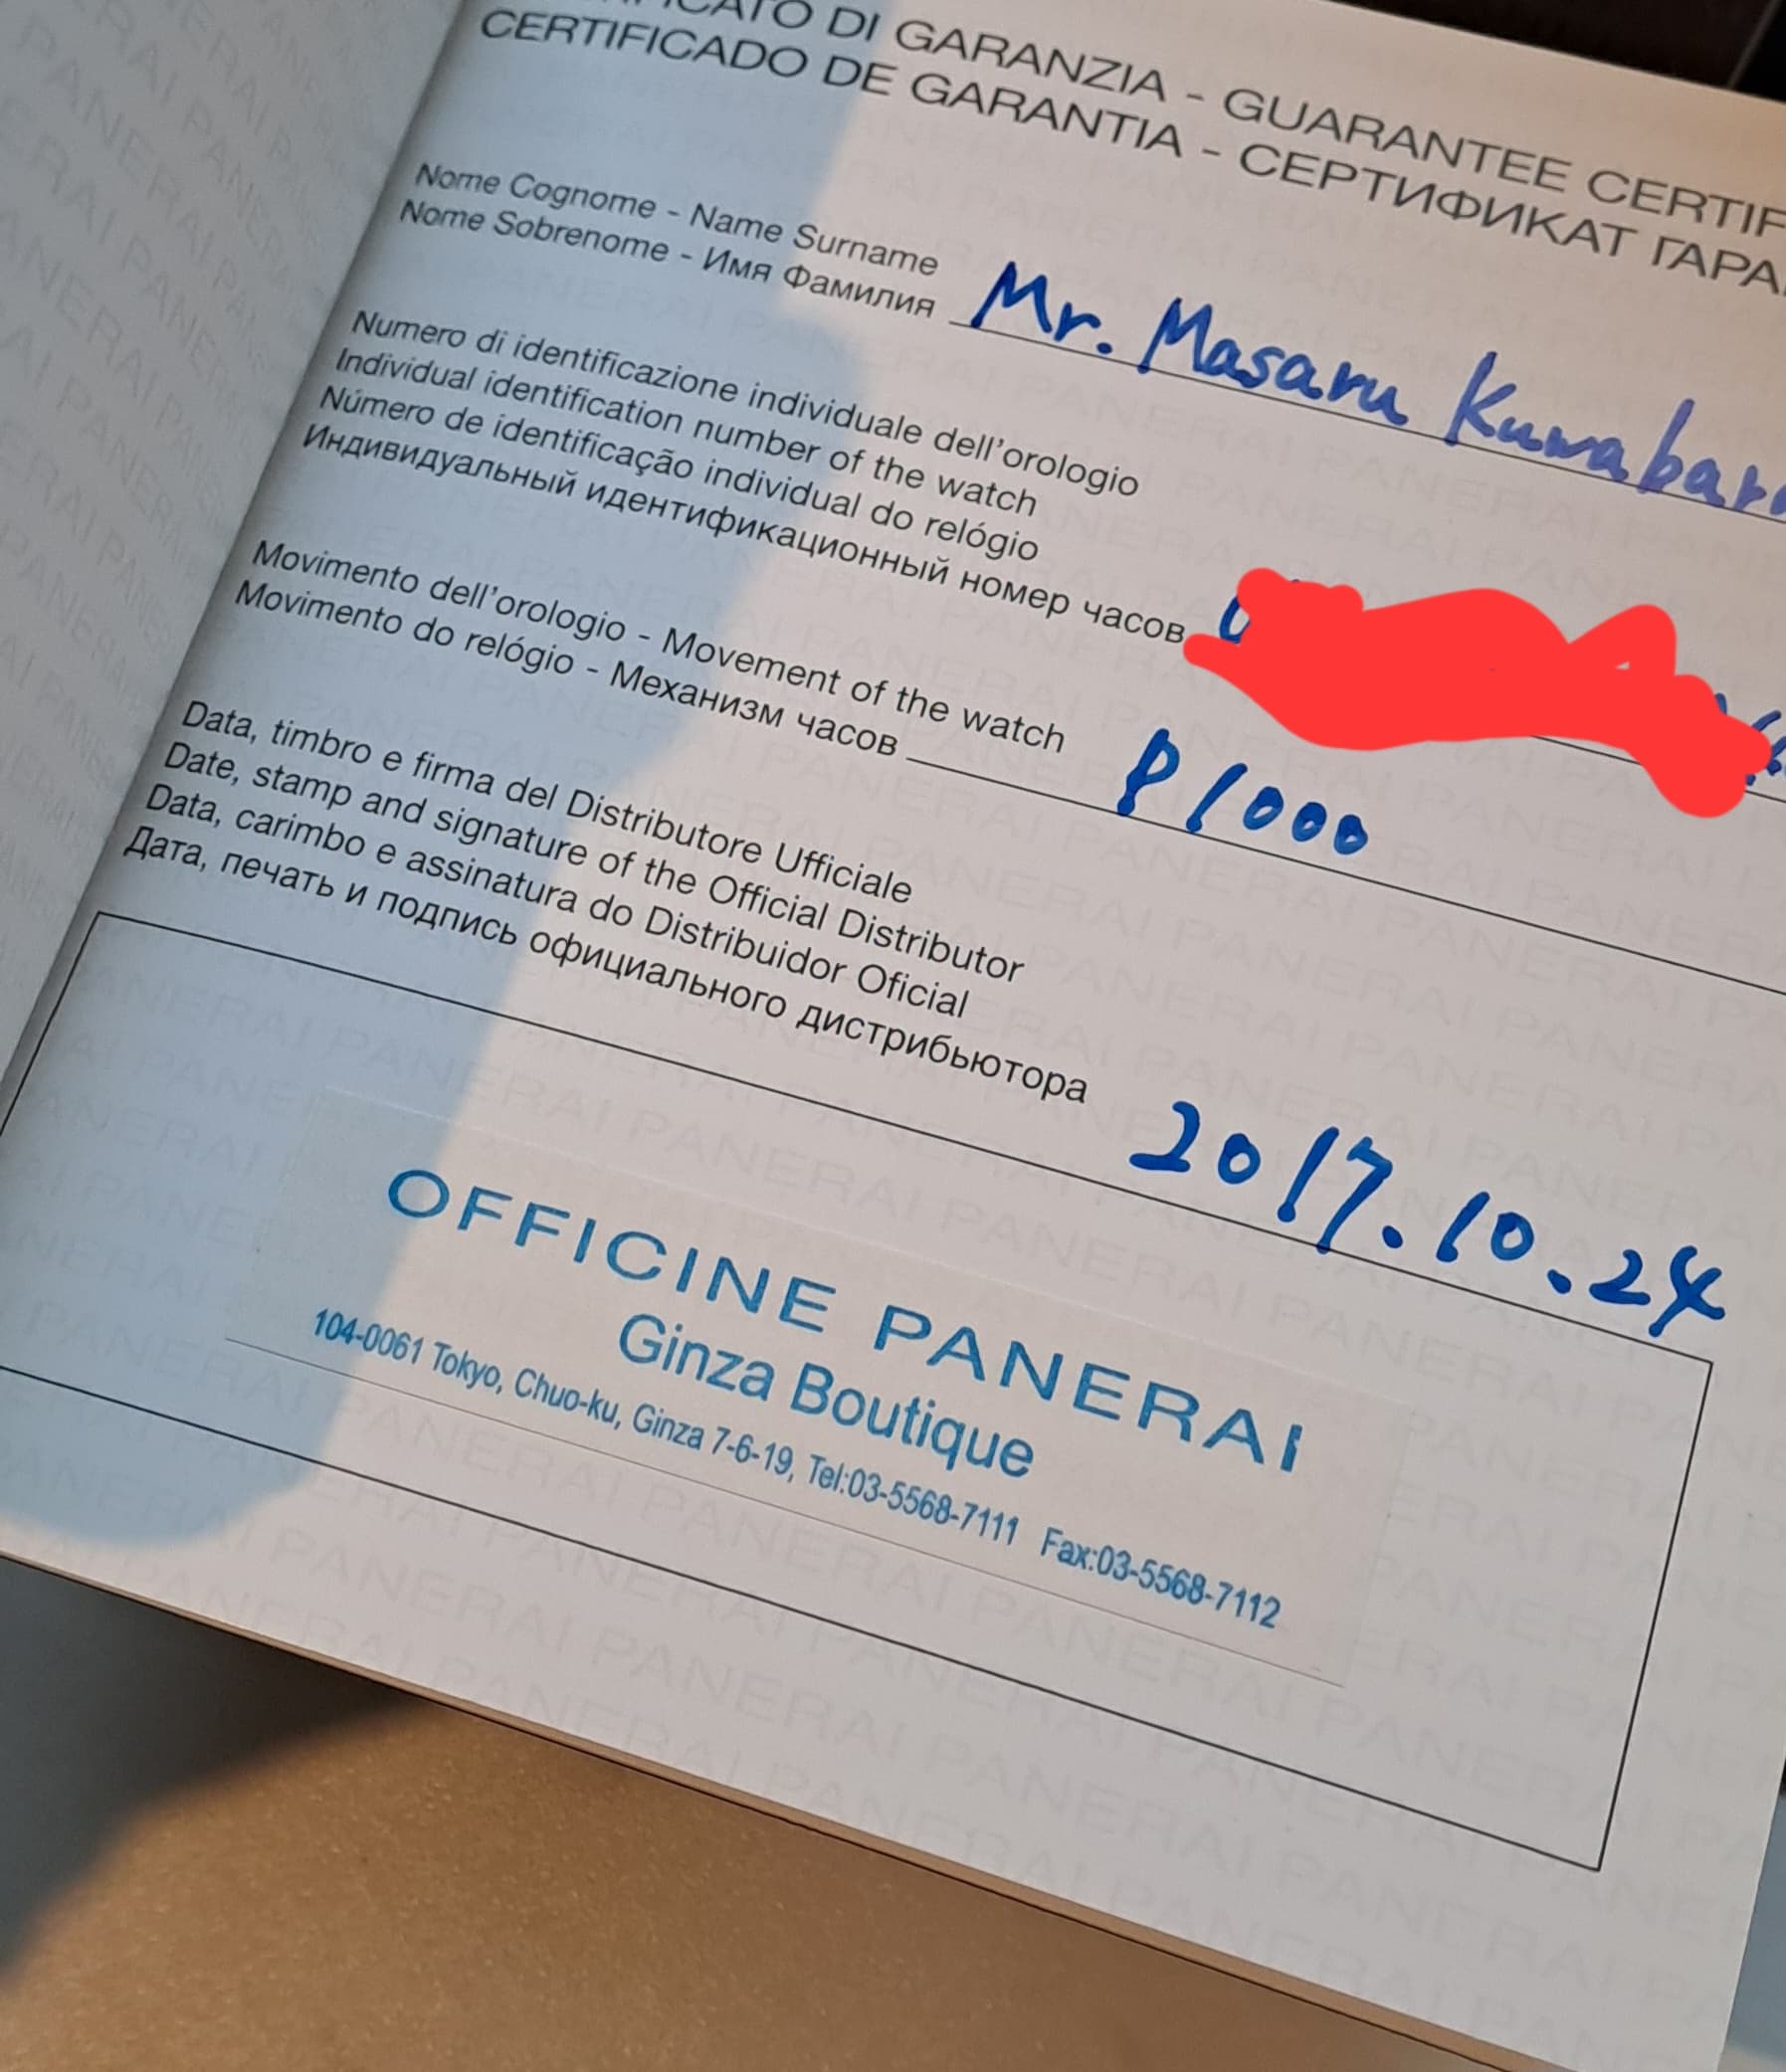 DI GARANZIA - GUARANTEE
CERTIFICADO DE GARANTIA - СЕРТИФИКАТ
Nome Cognome - Name Surname
Nome Sobrenome - Имя Фамилия Mr. Masaru
Numero di identificazione individuale dell'orologio
Individual identification number of the watch
Número de identificação individual do relógio
Индивидуальный идентификационный номер часов
Movimento dell'orologio - Movement of the watch
Movimento do relógio - Механизм часов P1000
Data, timbro e firma del Distributore Ufficiale
Date, stamp and signature of the Official Distributor
Data, carimbo e assinatura do Distribuidor Oficial
Дата, печать и подпись официального дистрибьютора
2017.10.24
OFFICINE PANERAI
Ginza Boutique
104-0061 Tokyo, Chuo-ku, Ginza 7-6-19, Tel:03-5568-7111 Fax:03-5568-7112